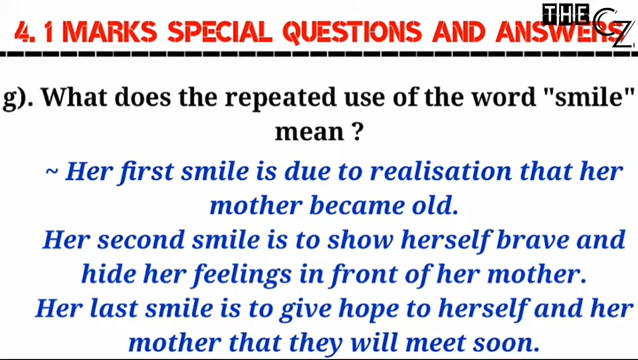 THE CZ
4. 1 MARKS SPECIAL QUESTIONS AND ANSWERS
g). What does the repeated use of the word "smile"
mean ?
~ Her first smile is due to realisation that her
mother became old.
Her second smile is to show herself brave and
hide her feelings in front of her mother.
Her last smile is to give hope to herself and her
mother that they will meet soon.